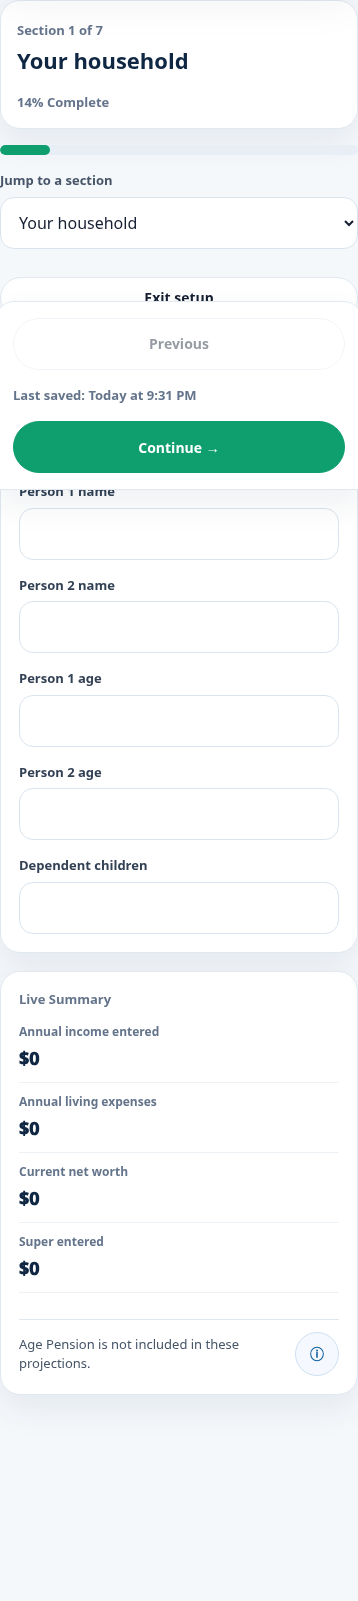 Section 1 of 7
Your household
14% Complete
Jump to a section
Your household
Exit setup
Previous
Last saved: Today at 9:31 PM
Continue →
Person 1 name
Person 2 name
Person 1 age
Person 2 age
Dependent children
Live Summary
Annual income entered
$0
Annual living expenses
$0
Current net worth
$0
Super entered
$0
Age Pension is not included in these
projections.